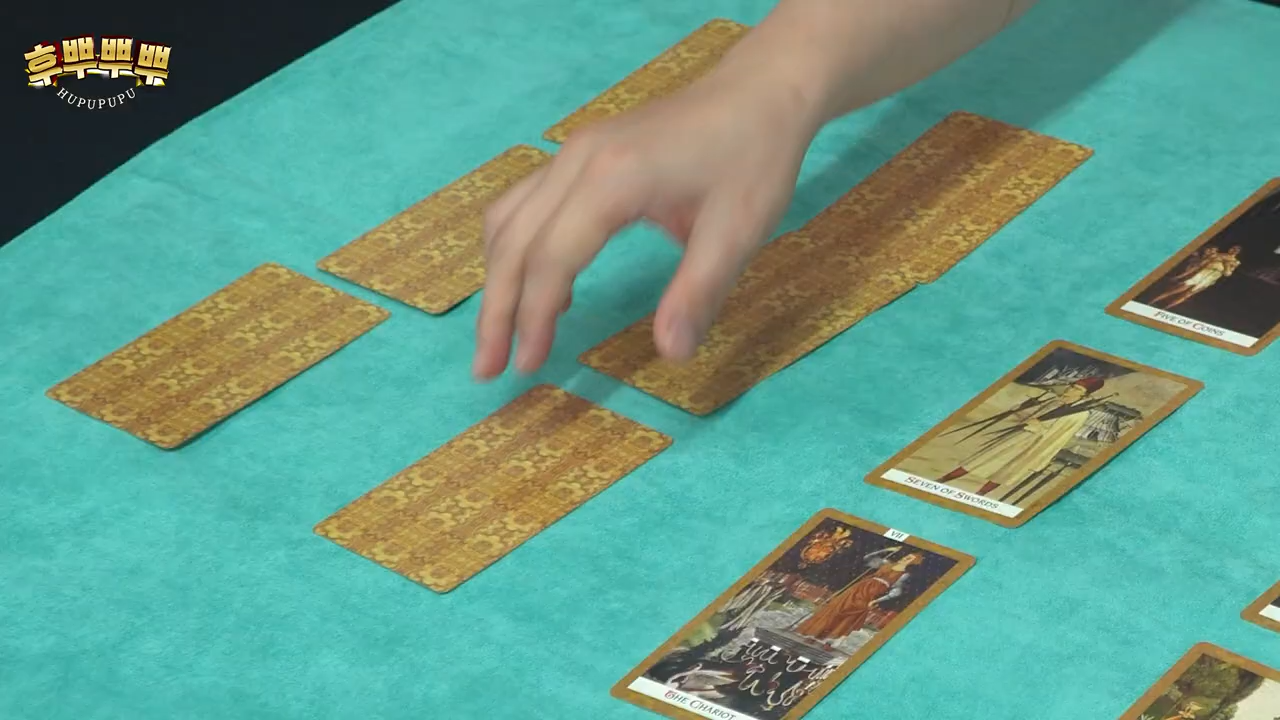 후뿌뿌뿌
HUPUPUPU
FIVE OF COINS
SEVEN OF SWORDS
VII
THE CHARIOT